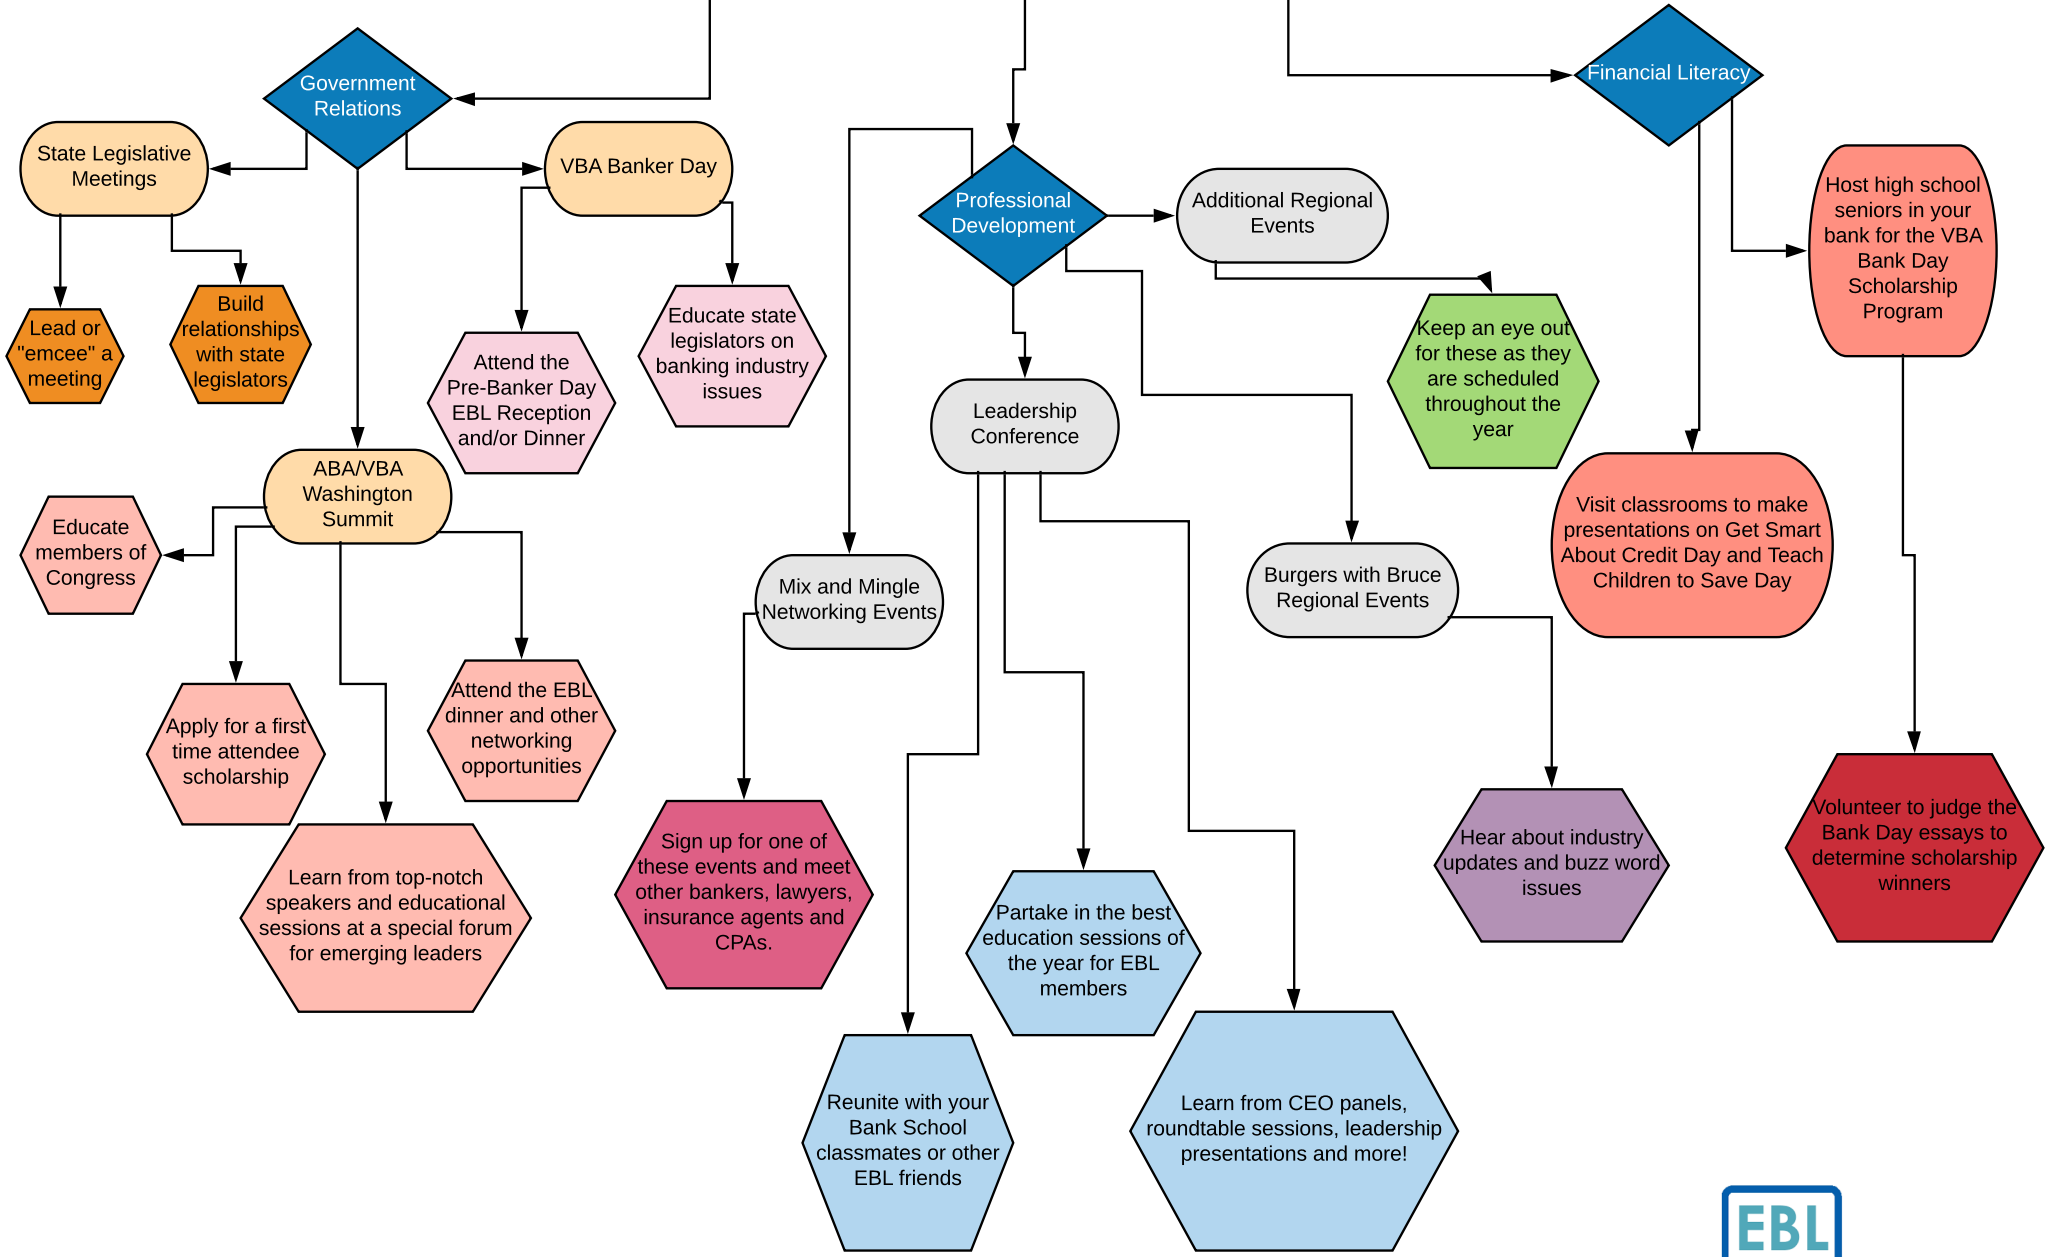 Government
Relations
State Legislative
Meetings
VBA Banker Day
Lead or
"emcee" a
meeting
Build
relationships
with state
legislators
Attend the
Pre-Banker Day
EBL Reception
and/or Dinner
Educate state
legislators on
banking industry
issues
ABA/VBA
Washington
Summit
Educate
members of
Congress
Apply for a first
time attendee
scholarship
Learn from top-notch
speakers and educational
sessions at a special forum
for emerging leaders
Attend the EBL
dinner and other
networking
opportunities
Professional
Development
Additional Regional
Events
Keep an eye out
for these as they
are scheduled
throughout the
year
Leadership
Conference
Mix and Mingle
Networking Events
Burgers with Bruce
Regional Events
Sign up for one of
these events and meet
other bankers, lawyers,
insurance agents and
CPAs.
Reunite with your
Bank School
classmates or other
EBL friends
Partake in the best
education sessions of
the year for EBL
members
Learn from CEO panels,
roundtable sessions, leadership
presentations and more!
Hear about industry
updates and buzz word
issues
Financial Literacy
Host high school
seniors in your
bank for the VBA
Bank Day
Scholarship
Program
Visit classrooms to make
presentations on Get Smart
About Credit Day and Teach
Children to Save Day
Volunteer to judge the
Bank Day essays to
determine scholarship
winners
EBL